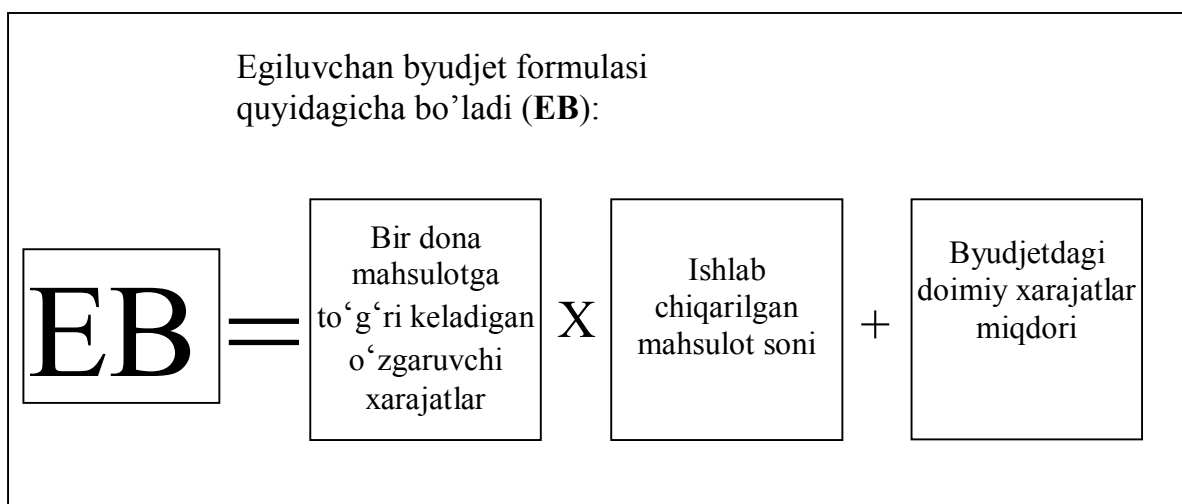 Egiluvchan byudjet formulasi
quyidagicha bo’ladi (EB):
EB
=
Bir dona
mahsulotga
to‘g‘ri keladigan
o‘zgaruvchi
xarajatlar
X
Ishlab
chiqarilgan
mahsulot soni
+
Byudjetdagi
doimiy xarajatlar
miqdori